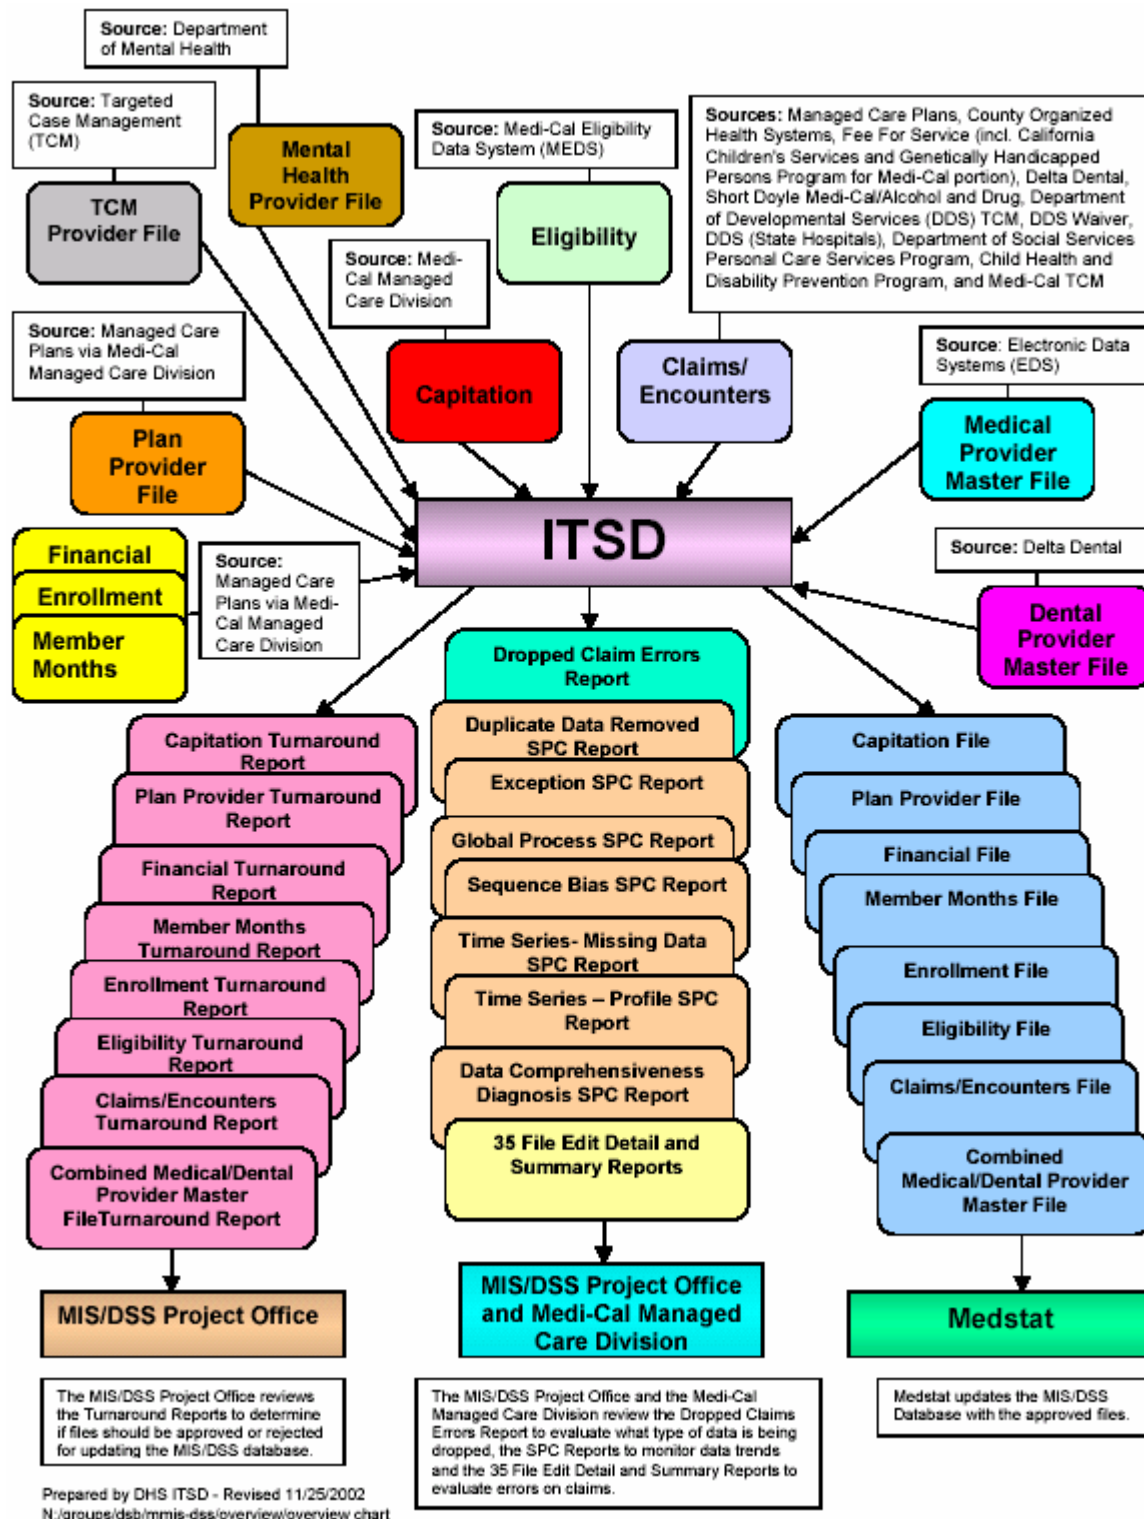 Source: Department
of Mental Health
Source: Targeted
Case Management
(TCM)
Mental
Health
Provider File
Source: Medi-Cal Eligibility
Data System (MEDS)
Sources: Managed Care Plans, County Organized
Health Systems, Fee For Service (incl. California
Children's Services and Genetically Handicapped
Persons Program for Medi-Cal portion), Delta Dental,
Short Doyle Medi-Cal/Alcohol and Drug, Department
of Developmental Services (DDS) TCM, DDS Waiver,
DDS (State Hospitals), Department of Social Services
Personal Care Services Program, Child Health and
Disability Prevention Program, and Medi-Cal TCM
TCM
Provider File
Eligibility
Source: Medi-
Cal Managed
Care Division
Source: Managed Care
Plans via Medi-Cal
Managed Care Division
Capitation
Claims/
Encounters
Source: Electronic Data
Systems (EDS)
Plan
Provider
File
Medical
Provider
Master File
ITSD
Financial
Enrollment
Member
Months
Source:
Managed Care
Plans via Medi-
Cal Managed
Care Division
Source: Delta Dental
Dental
Provider
Master File
Capitation Turnaround
Report
Plan Provider Turnaround
Report
Financial Turnaround
Report
Member Months
Turnaround Report
Enrollment Turnaround
Report
Eligibility Turnaround
Report
Claims/Encounters
Turnaround Report
Combined Medical/Dental
Provider Master
FileTurnaround Report
Dropped Claim Errors
Report
Duplicate Data Removed
SPC Report
Exception SPC Report
Global Process SPC Report
Sequence Bias SPC Report
Time Series- Missing Data
SPC Report
Time Series – Profile SPC
Report
Data Comprehensiveness
Diagnosis SPC Report
35 File Edit Detail and
Summary Reports
Capitation File
Plan Provider File
Financial File
Member Months File
Enrollment File
Eligibility File
Claims/Encounters File
Combined
Medical/Dental Provider
Master File
MIS/DSS Project Office
MIS/DSS Project Office
and Medi-Cal Managed
Care Division
Medstat
The MIS/DSS Project Office reviews
the Turnaround Reports to determine
if files should be approved or rejected
for updating the MIS/DSS database.
The MIS/DSS Project Office and the Medi-Cal
Managed Care Division review the Dropped Claims
Errors Report to evaluate what type of data is being
dropped, the SPC Reports to monitor data trends
and the 35 File Edit Detail and Summary Reports to
evaluate errors on claims.
Medstat updates the MIS/DSS
Database with the approved files.
Prepared by DHS ITSD - Revised 11/25/2002
N:/groups/dsb/mmis-dss/overview/overview chart